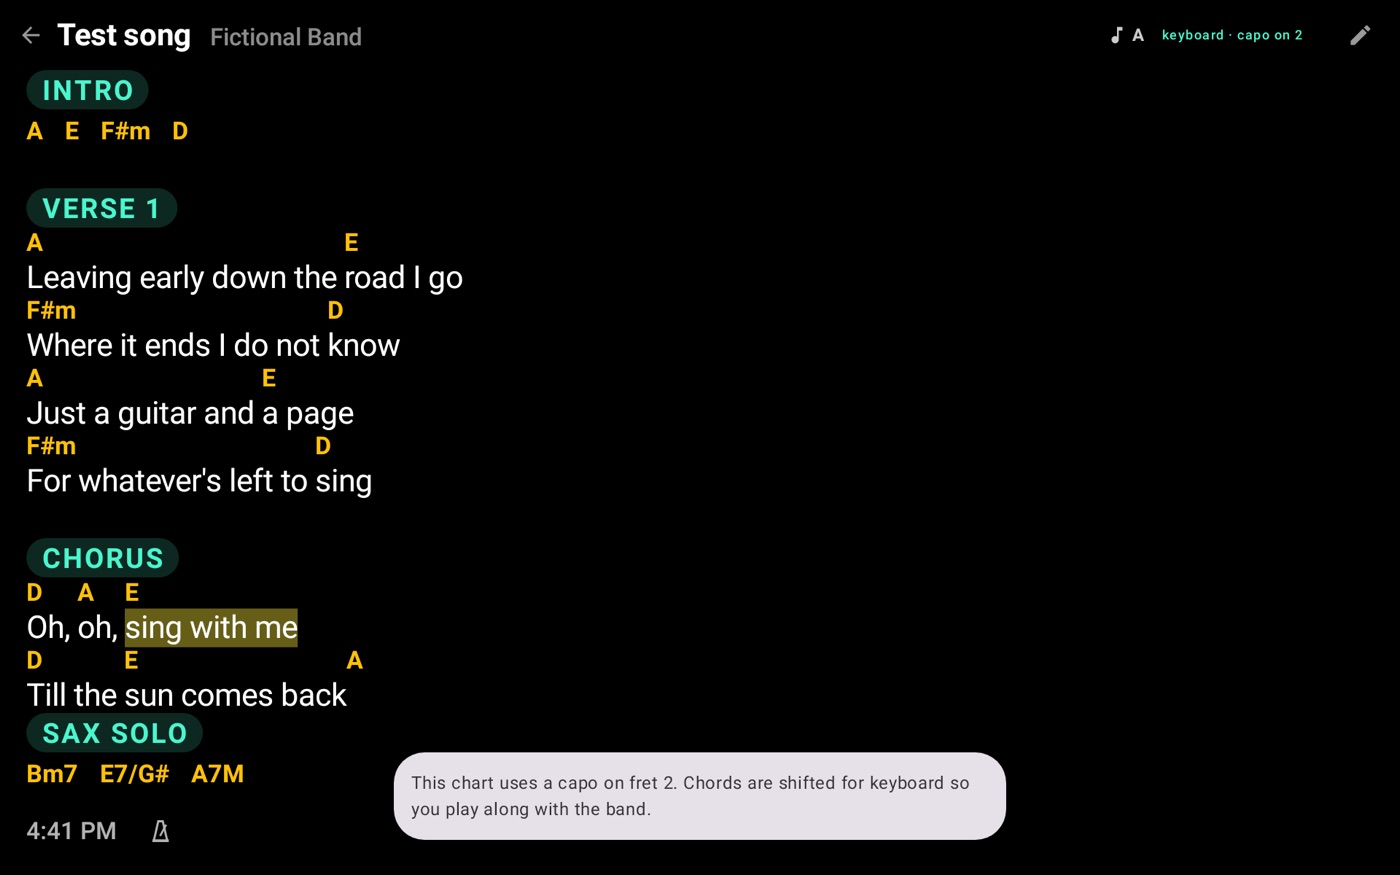 Test song Fictional Band A keyboard · capo on 2
INTRO
A E F#m D
VERSE 1
A E
Leaving early down the road I go
F#m D
Where it ends I do not know
A E
Just a guitar and a page
F#m D
For whatever's left to sing
CHORUS
D A E
Oh, oh, sing with me
D E A
Till the sun comes back
SAX SOLO
Bm7 E7/G# A7M
This chart uses a capo on fret 2. Chords are shifted for keyboard so
you play along with the band.
4:41 PM